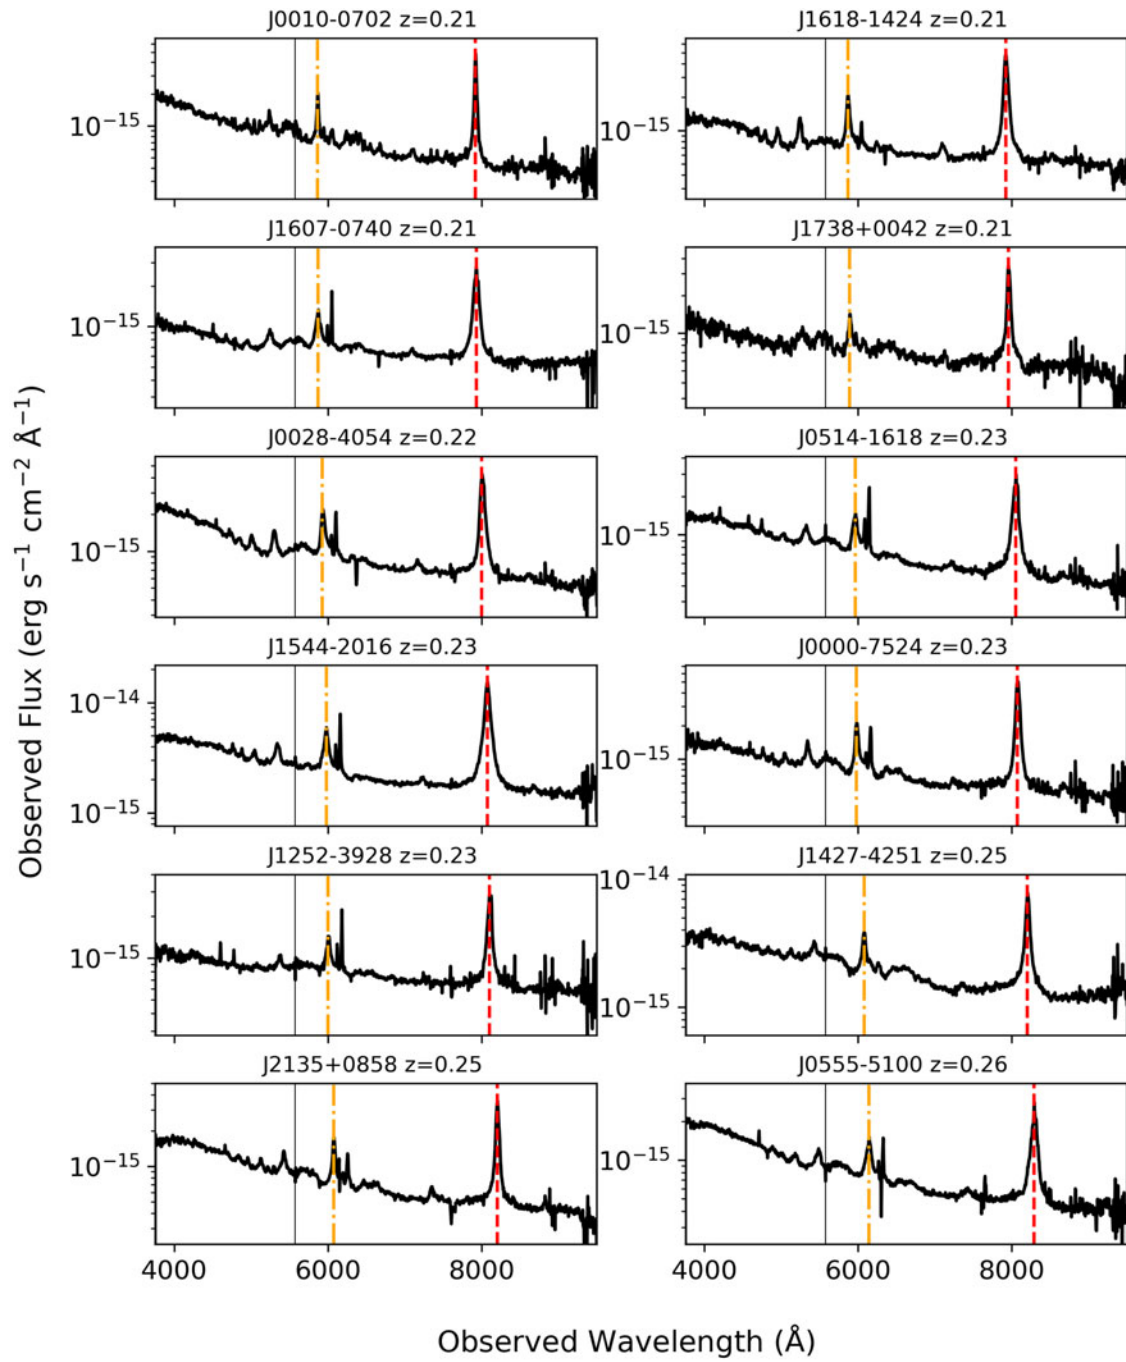 J0010-0702 z=0.21
J1618-1424 z=0.21
10⁻¹⁵
10⁻¹⁵
J1607-0740 z=0.21
J1738+0042 z=0.21
10⁻¹⁵
10⁻¹⁵
J0028-4054 z=0.22
J0514-1618 z=0.23
10⁻¹⁵
10⁻¹⁵
J1544-2016 z=0.23
J0000-7524 z=0.23
10⁻¹⁴
10⁻¹⁵
10⁻¹⁵
J1252-3928 z=0.23
J1427-4251 z=0.25
10⁻¹⁵
10⁻¹⁴
10⁻¹⁵
J2135+0858 z=0.25
J0555-5100 z=0.26
10⁻¹⁵
10⁻¹⁵
4000 6000 8000
4000 6000 8000
Observed Flux (erg s⁻¹ cm⁻² Å⁻¹)
Observed Wavelength (Å)